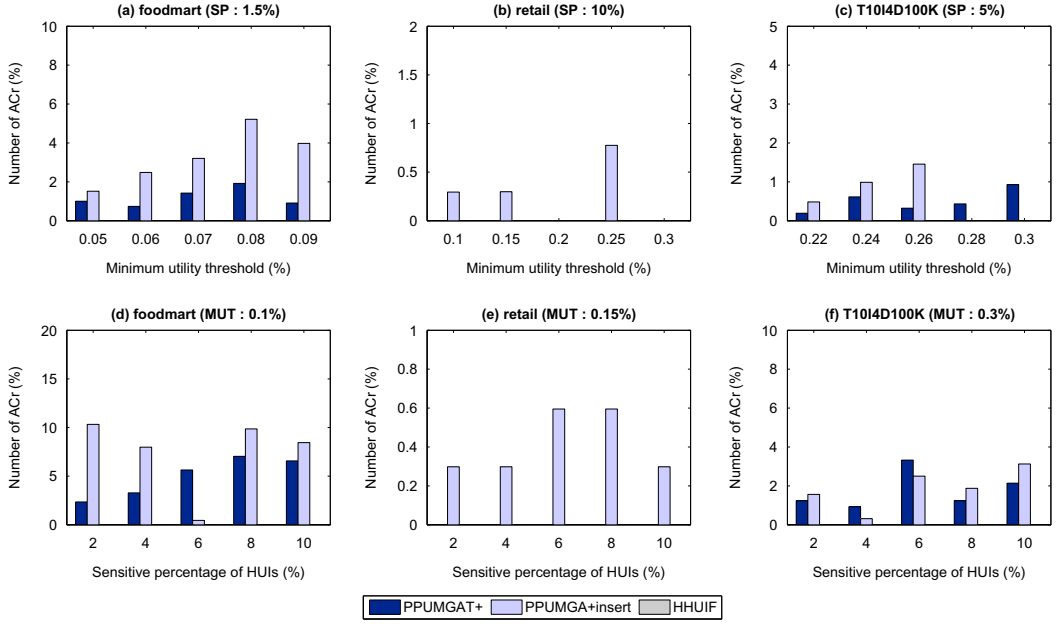 (a) foodmart (SP : 1.5%)
Number of ACr (%)
10
8
6
4
2
0
0.05 0.06 0.07 0.08 0.09
Minimum utility threshold (%)
(b) retail (SP : 10%)
Number of ACr (%)
2
1.5
1
0.5
0
0.1 0.15 0.2 0.25 0.3
Minimum utility threshold (%)
(c) T10I4D100K (SP : 5%)
Number of ACr (%)
5
4
3
2
1
0
0.22 0.24 0.26 0.28 0.3
Minimum utility threshold (%)
(d) foodmart (MUT : 0.1%)
Number of ACr (%)
20
15
10
5
0
2 4 6 8 10
Sensitive percentage of HUIs (%)
(e) retail (MUT : 0.15%)
Number of ACr (%)
1
0.8
0.6
0.4
0.2
0
2 4 6 8 10
Sensitive percentage of HUIs (%)
(f) T10I4D100K (MUT : 0.3%)
Number of ACr (%)
10
8
6
4
2
0
2 4 6 8 10
Sensitive percentage of HUIs (%)
PPUMGAT+ PPUMGA+insert HHUIF